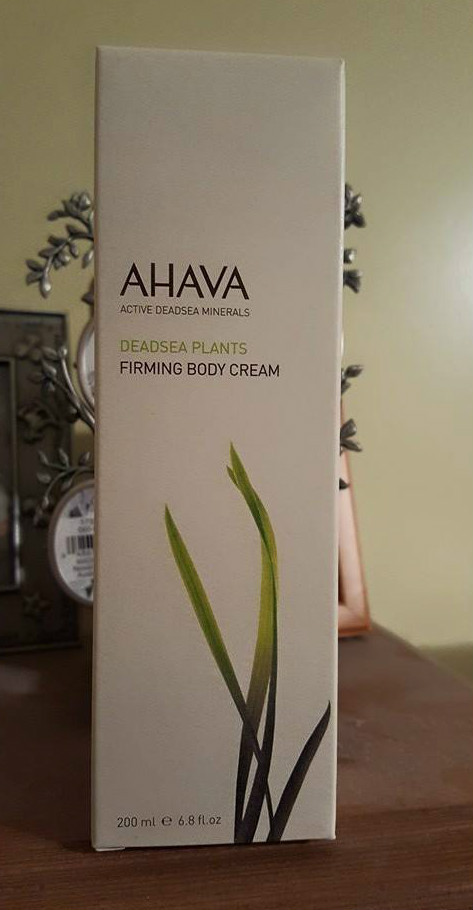 AHAVA
ACTIVE DEADSEA MINERALS
DEADSEA PLANTS
FIRMING BODY CREAM
200 ml ℮ 6.8 fl.oz